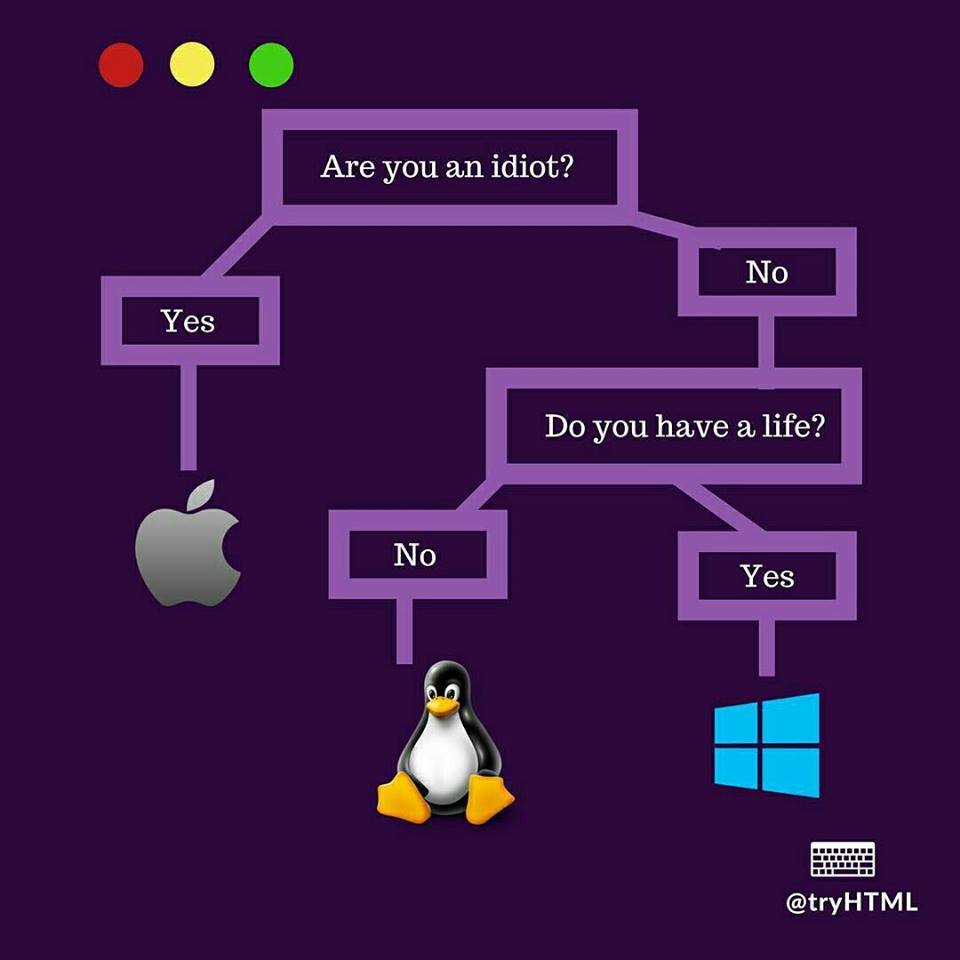 Are you an idiot?
No
Yes
Do you have a life?
No
Yes
@tryHTML